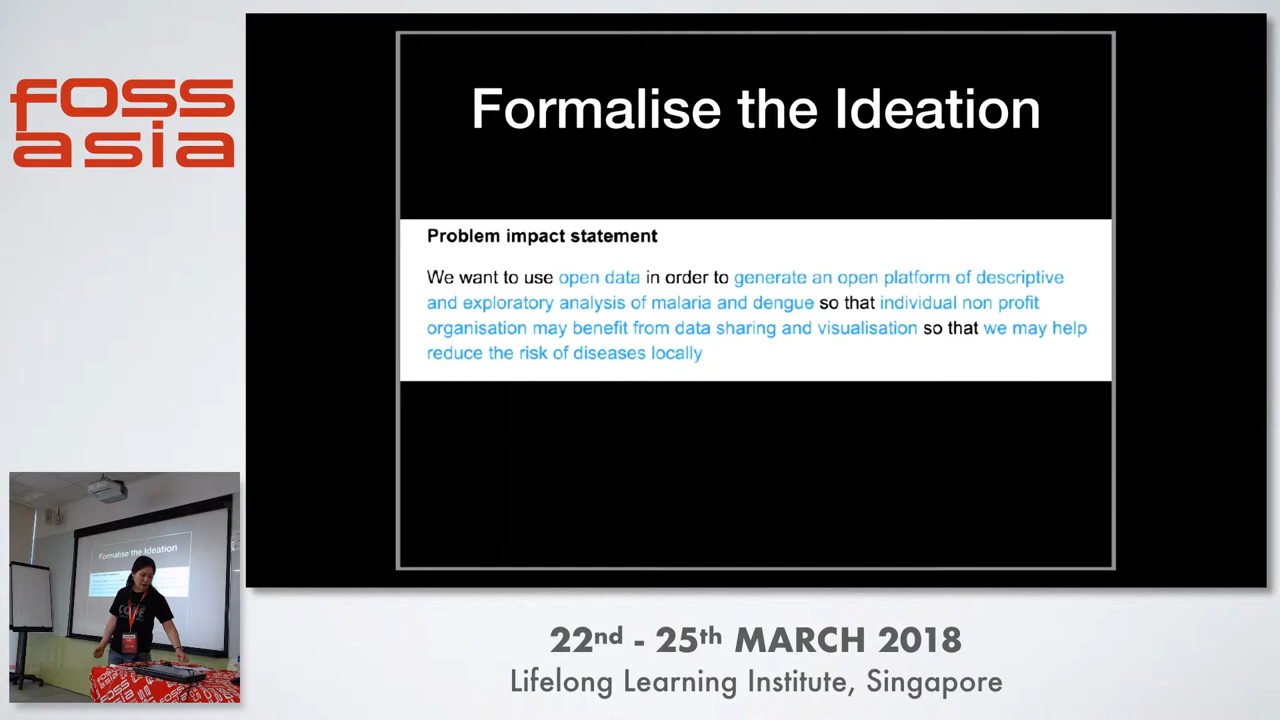 foss
asia
Formalise the Ideation
Problem impact statement
We want to use open data in order to generate an open platform of descriptive
and exploratory analysis of malaria and dengue so that individual non profit
organisation may benefit from data sharing and visualisation so that we may help
reduce the risk of diseases locally
Formalise the Ideation
22nd - 25th MARCH 2018
Lifelong Learning Institute, Singapore